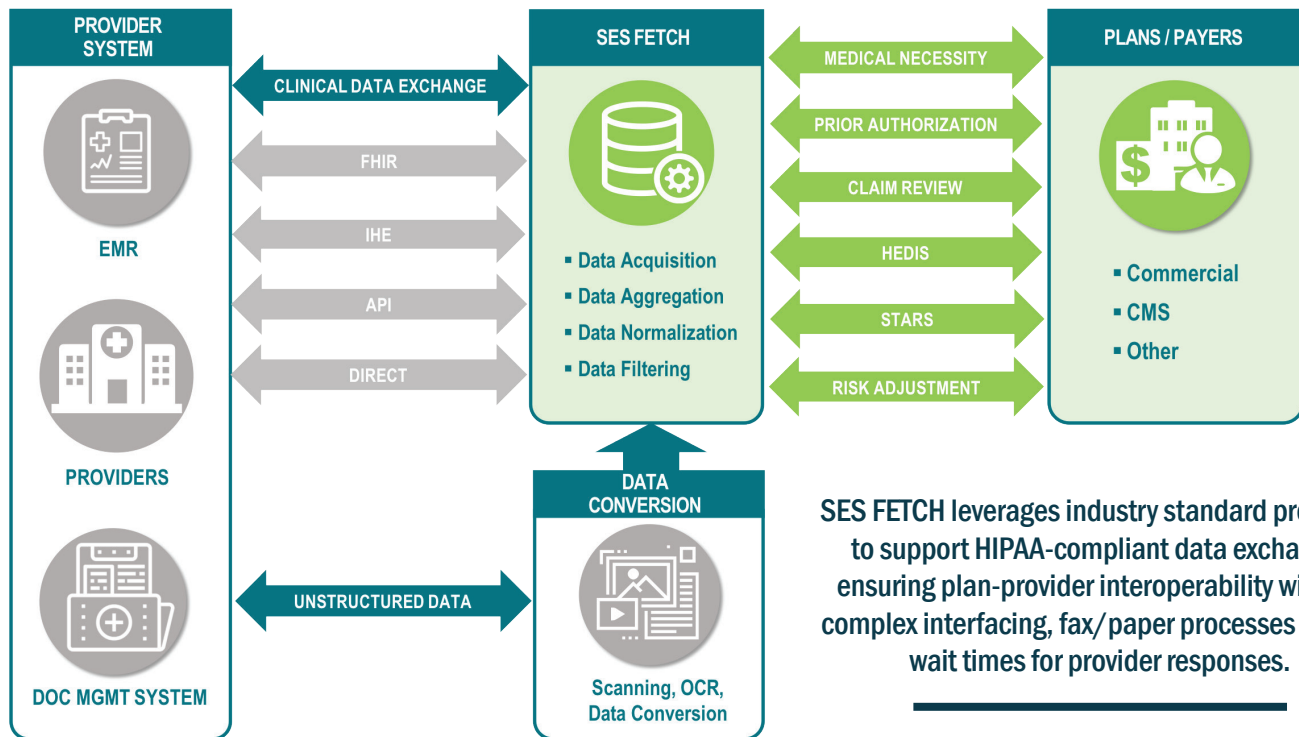 PROVIDER
SYSTEM
EMR
PROVIDERS
DOC MGMT SYSTEM
CLINICAL DATA EXCHANGE
FHIR
IHE
API
DIRECT
UNSTRUCTURED DATA
SES FETCH
▪ Data Acquisition
▪ Data Aggregation
▪ Data Normalization
▪ Data Filtering
DATA
CONVERSION
Scanning, OCR,
Data Conversion
MEDICAL NECESSITY
PRIOR AUTHORIZATION
CLAIM REVIEW
HEDIS
STARS
RISK ADJUSTMENT
PLANS / PAYERS
$
▪ Commercial
▪ CMS
▪ Other
SES FETCH leverages industry standard
to support HIPAA-compliant data
ensuring plan-provider interoperability
complex interfacing, fax/paper processes
wait times for provider responses.